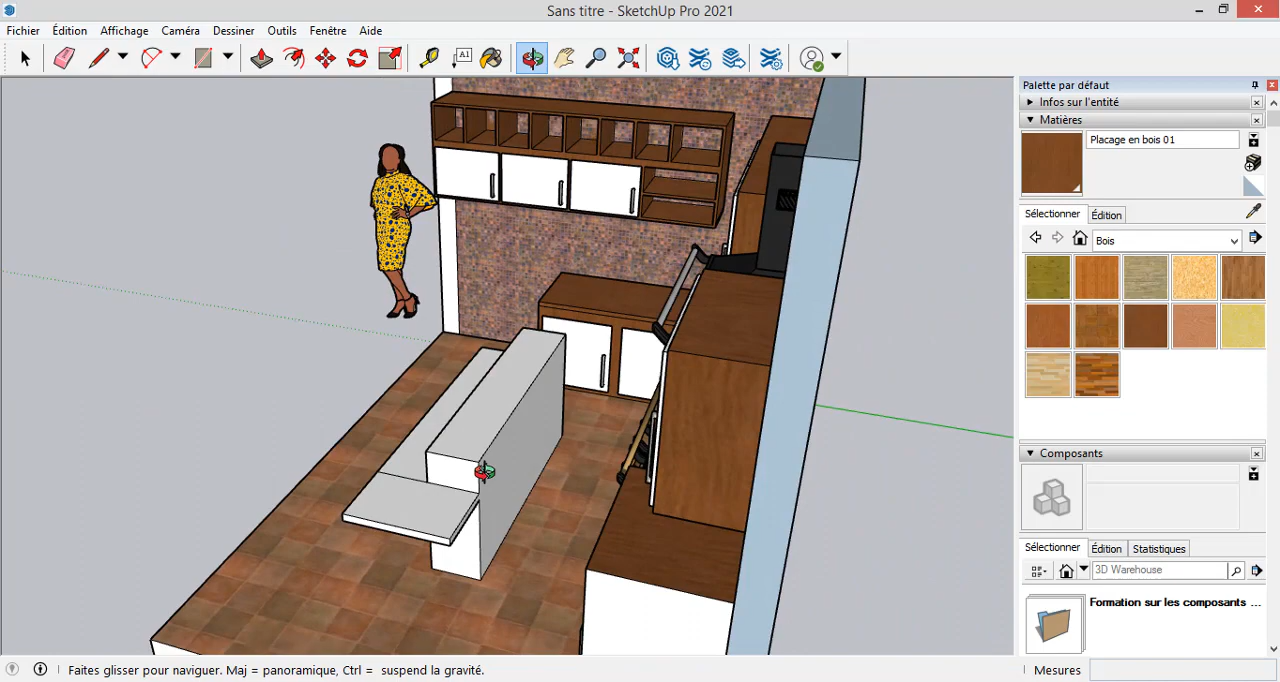 Sans titre - SketchUp Pro 2021
Fichier Édition Affichage Caméra Dessiner Outils Fenêtre Aide
A1
Palette par défaut
Infos sur l'entité
Matières
Placage en bois 01
Sélectionner Édition
Bois
Composants
Sélectionner Édition Statistiques
3D Warehouse
Formation sur les composants ...
Faites glisser pour naviguer. Maj = panoramique, Ctrl = suspend la gravité.
Mesures